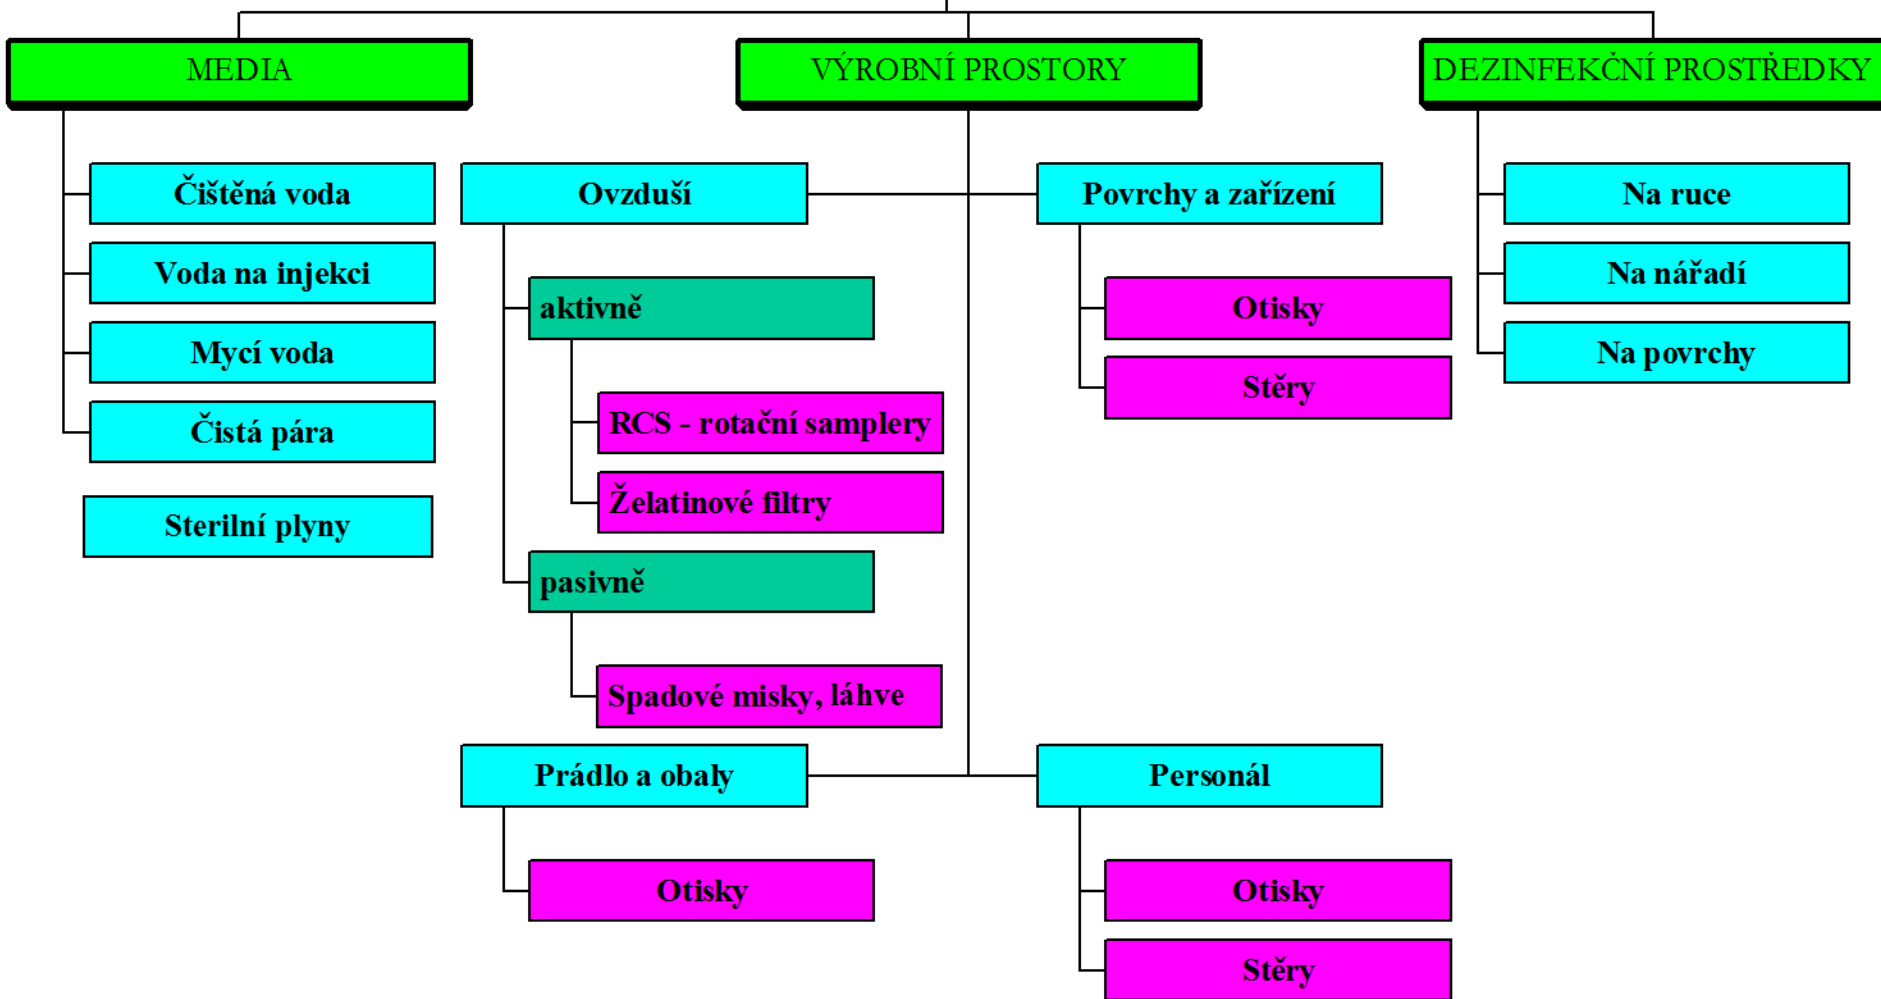 MEDIA
VÝROBNÍ PROSTORY
DEZINFEKČNÍ PROSTŘEDKY
Čištěná voda
Voda na injekci
Mycí voda
Čistá pára
Sterilní plyny
Ovzduší
aktivně
RCS - rotační samplery
Želatinové filtry
pasivně
Spadové misky, láhve
Prádlo a obaly
Otisky
Povrchy a zařízení
Otisky
Stěry
Personál
Otisky
Stěry
Na ruce
Na nářadí
Na povrchy